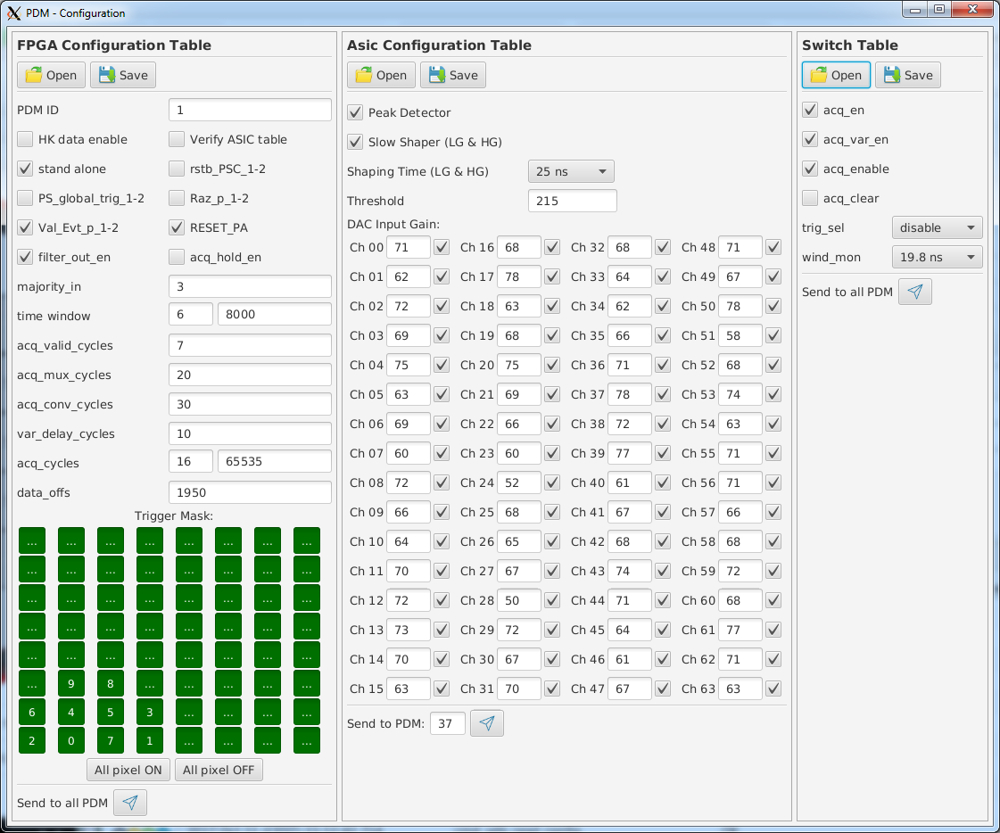 PDM - Configuration
FPGA Configuration Table
Open Save
PDM ID 1
HK data enable Verify ASIC table
stand alone rstb_PSC_1-2
PS_global_trig_1-2 Raz_p_1-2
Val_Evt_p_1-2 RESET_PA
filter_out_en acq_hold_en
majority_in 3
time window 6 8000
acq_valid_cycles 7
acq_mux_cycles 20
acq_conv_cycles 30
var_delay_cycles 10
acq_cycles 16 65535
data_offs 1950
Trigger Mask:
... ... ... ... ... ... ... ...
... ... ... ... ... ... ... ...
... ... ... ... ... ... ... ...
... ... ... ... ... ... ... ...
... ... ... ... ... ... ... ...
... 9 8 ... ... ... ... ...
6 4 5 3 ... ... ... ...
2 0 7 1 ... ... ... ...
All pixel ON All pixel OFF
Send to all PDM
Asic Configuration Table
Open Save
Peak Detector
Slow Shaper (LG & HG)
Shaping Time (LG & HG) 25 ns
Threshold 215
DAC Input Gain:
Ch 00 71 Ch 16 68 Ch 32 68 Ch 48 71
Ch 01 62 Ch 17 78 Ch 33 64 Ch 49 67
Ch 02 72 Ch 18 63 Ch 34 62 Ch 50 78
Ch 03 69 Ch 19 68 Ch 35 66 Ch 51 58
Ch 04 75 Ch 20 75 Ch 36 71 Ch 52 68
Ch 05 63 Ch 21 69 Ch 37 78 Ch 53 74
Ch 06 69 Ch 22 66 Ch 38 72 Ch 54 63
Ch 07 60 Ch 23 60 Ch 39 77 Ch 55 71
Ch 08 72 Ch 24 52 Ch 40 61 Ch 56 71
Ch 09 66 Ch 25 68 Ch 41 67 Ch 57 66
Ch 10 64 Ch 26 65 Ch 42 68 Ch 58 68
Ch 11 70 Ch 27 67 Ch 43 74 Ch 59 72
Ch 12 72 Ch 28 50 Ch 44 71 Ch 60 68
Ch 13 73 Ch 29 72 Ch 45 64 Ch 61 77
Ch 14 70 Ch 30 67 Ch 46 61 Ch 62 71
Ch 15 63 Ch 31 70 Ch 47 67 Ch 63 63
Send to PDM: 37
Switch Table
Open Save
acq_en
acq_var_en
acq_enable
acq_clear
trig_sel disable
wind_mon 19.8 ns
Send to all PDM